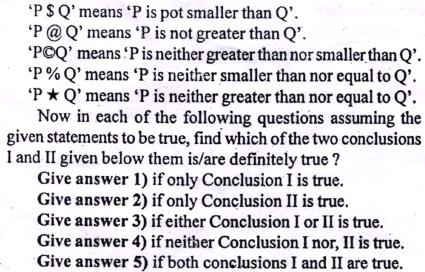 ‘P $ Q’ means ‘P is pot smaller than Q’.
‘P @ Q’ means ‘P is not greater than Q’.
‘P©Q’ means ‘P is neither greater than nor smaller than Q’.
‘P % Q’ means ‘P is neither smaller than nor equal to Q’.
‘P ★ Q’ means ‘P is neither greater than nor equal to Q’.
Now in each of the following questions assuming the
given statements to be true, find which of the two conclusions
I and II given below them is/are definitely true ?
Give answer 1) if only Conclusion I is true.
Give answer 2) if only Conclusion II is true.
Give answer 3) if either Conclusion I or II is true.
Give answer 4) if neither Conclusion I nor, II is true.
Give answer 5) if both conclusions I and II are true.